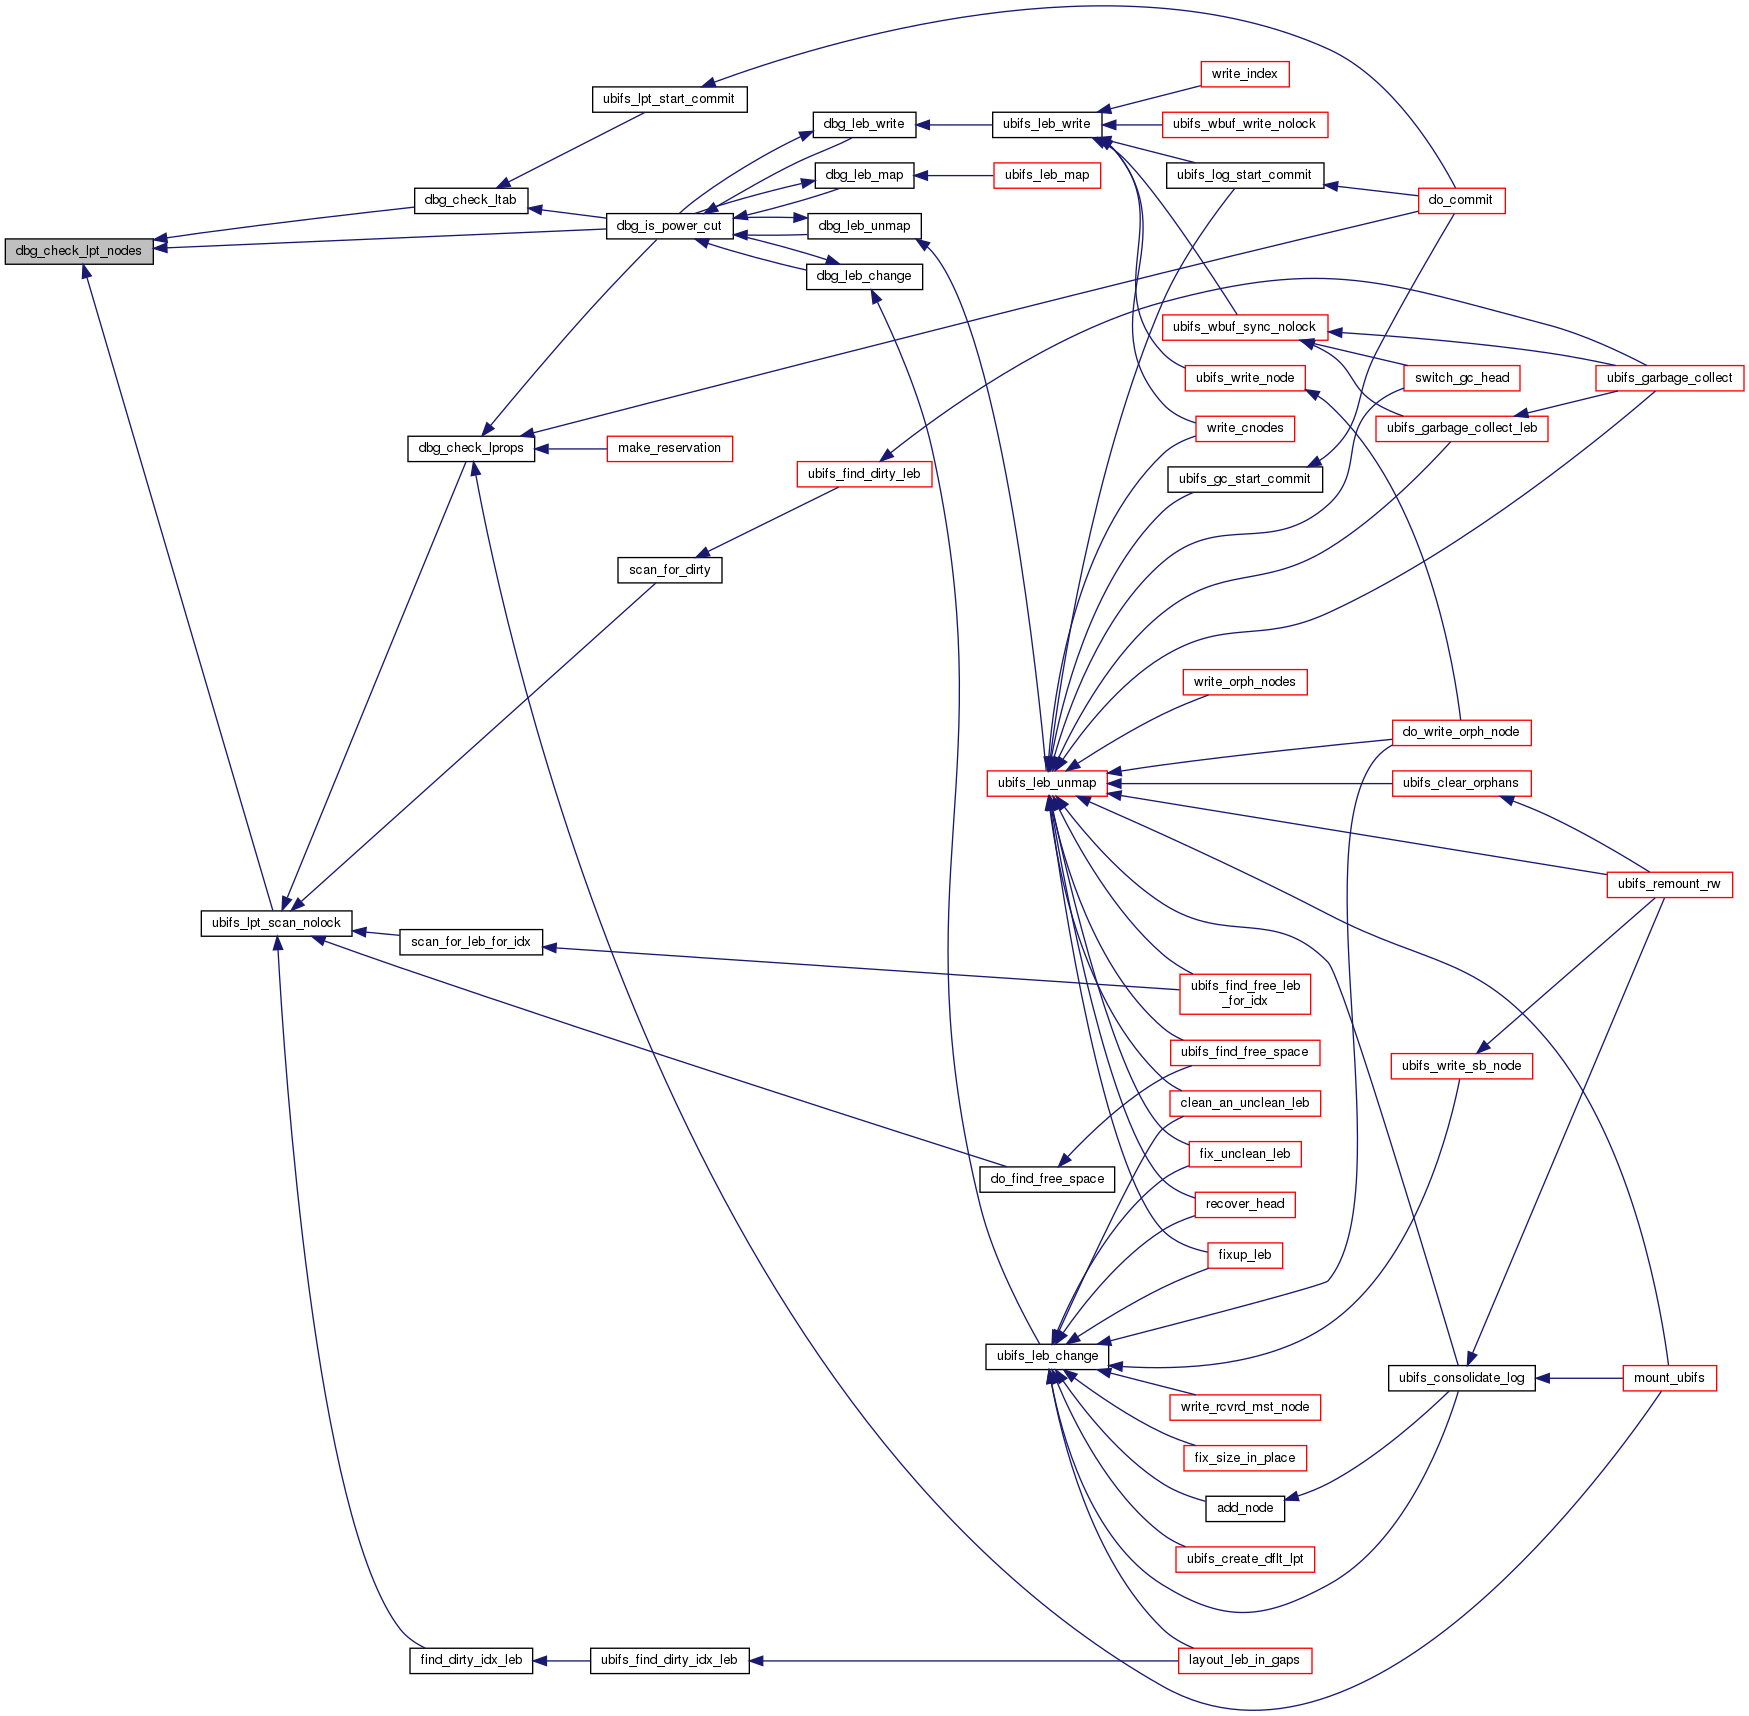 write_index
ubifs_lpt_start_commit
dbg_leb_write
ubifs_leb_write
ubifs_wbuf_write_nolock
dbg_leb_map
ubifs_leb_map
ubifs_log_start_commit
dbg_check_ltab
do_commit
dbg_is_power_cut
dbg_leb_unmap
dbg_check_lpt_nodes
dbg_leb_change
ubifs_wbuf_sync_nolock
ubifs_write_node
switch_gc_head
ubifs_garbage_collect
write_cnodes
ubifs_garbage_collect_leb
dbg_check_lprops
make_reservation
ubifs_find_dirty_leb
ubifs_gc_start_commit
scan_for_dirty
write_orph_nodes
do_write_orph_node
ubifs_leb_unmap
ubifs_clear_orphans
ubifs_remount_rw
ubifs_lpt_scan_nolock
scan_for_leb_for_idx
ubifs_find_free_leb
_for_idx
ubifs_find_free_space
ubifs_write_sb_node
clean_an_unclean_leb
fix_unclean_leb
do_find_free_space
recover_head
fixup_leb
ubifs_leb_change
ubifs_consolidate_log
mount_ubifs
write_rcvrd_mst_node
fix_size_in_place
add_node
ubifs_create_dflt_lpt
find_dirty_idx_leb
ubifs_find_dirty_idx_leb
layout_leb_in_gaps